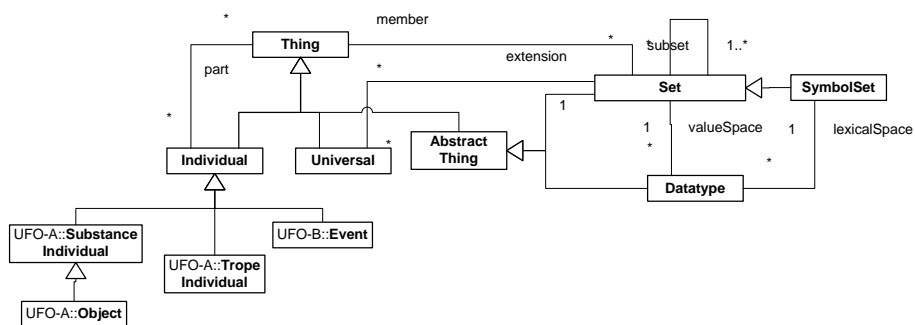 *
member
*
*
subset
1..*
Thing
part
*
extension
Set
SymbolSet
*
1
1
valueSpace
1
lexicalSpace
*
*
*
Individual
Universal
Abstract
Thing
Datatype
UFO-A::Substance
Individual
UFO-B::Event
UFO-A::Trope
Individual
UFO-A::Object